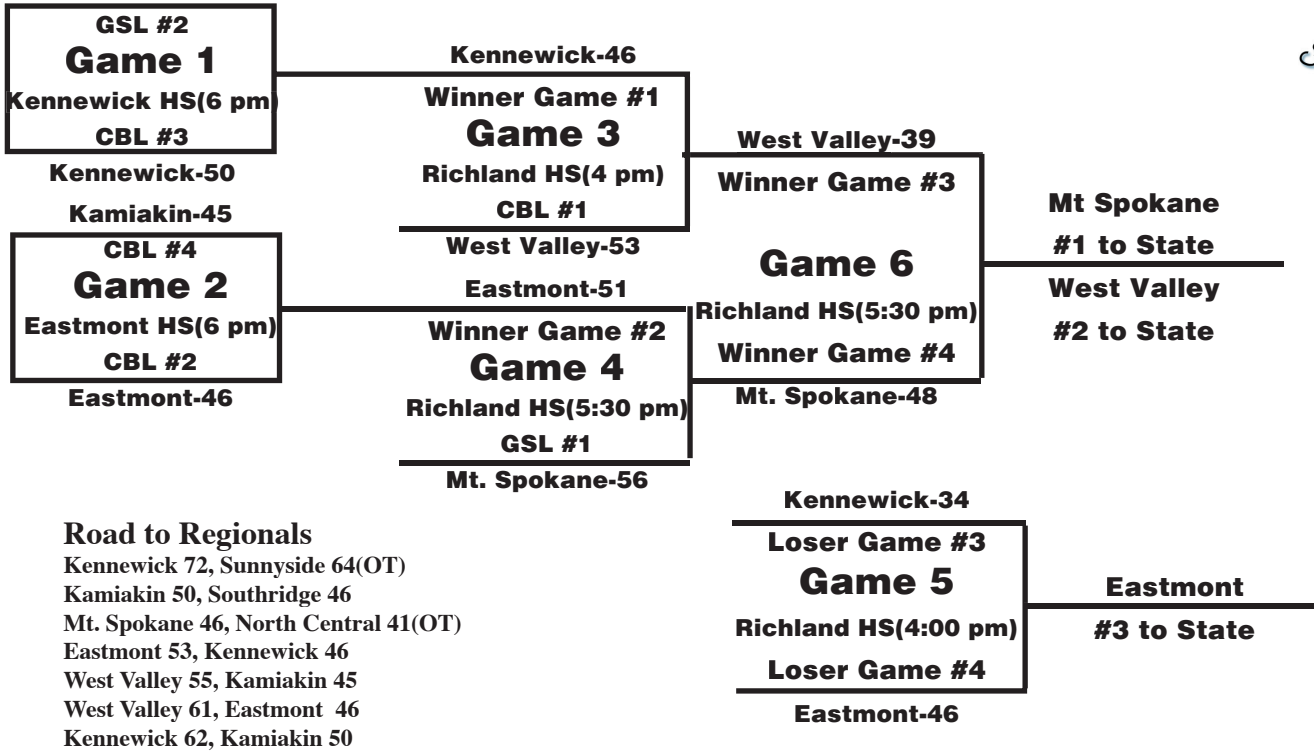 GSL #2
Game 1
Kennewick HS(6 pm)
CBL #3
Kennewick-50
Kamiakin-45
CBL #4
Game 2
Eastmont HS(6 pm)
CBL #2
Eastmont-46
Kennewick-46
Winner Game #1
Game 3
Richland HS(4 pm)
CBL #1
West Valley-53
Eastmont-51
Winner Game #2
Game 4
Richland HS(5:30 pm)
GSL #1
Mt. Spokane-56
West Valley-39
Winner Game #3
Game 6
Richland HS(5:30 pm)
Winner Game #4
Mt. Spokane-48
Mt Spokane
#1 to State
West Valley
#2 to State
Kennewick-34
Loser Game #3
Game 5
Richland HS(4:00 pm)
Loser Game #4
Eastmont-46
Eastmont
#3 to State
Road to Regionals
Kennewick 72, Sunnyside 64(OT)
Kamiakin 50, Southridge 46
Mt. Spokane 46, North Central 41(OT)
Eastmont 53, Kennewick 46
West Valley 55, Kamiakin 45
West Valley 61, Eastmont 46
Kennewick 62, Kamiakin 50